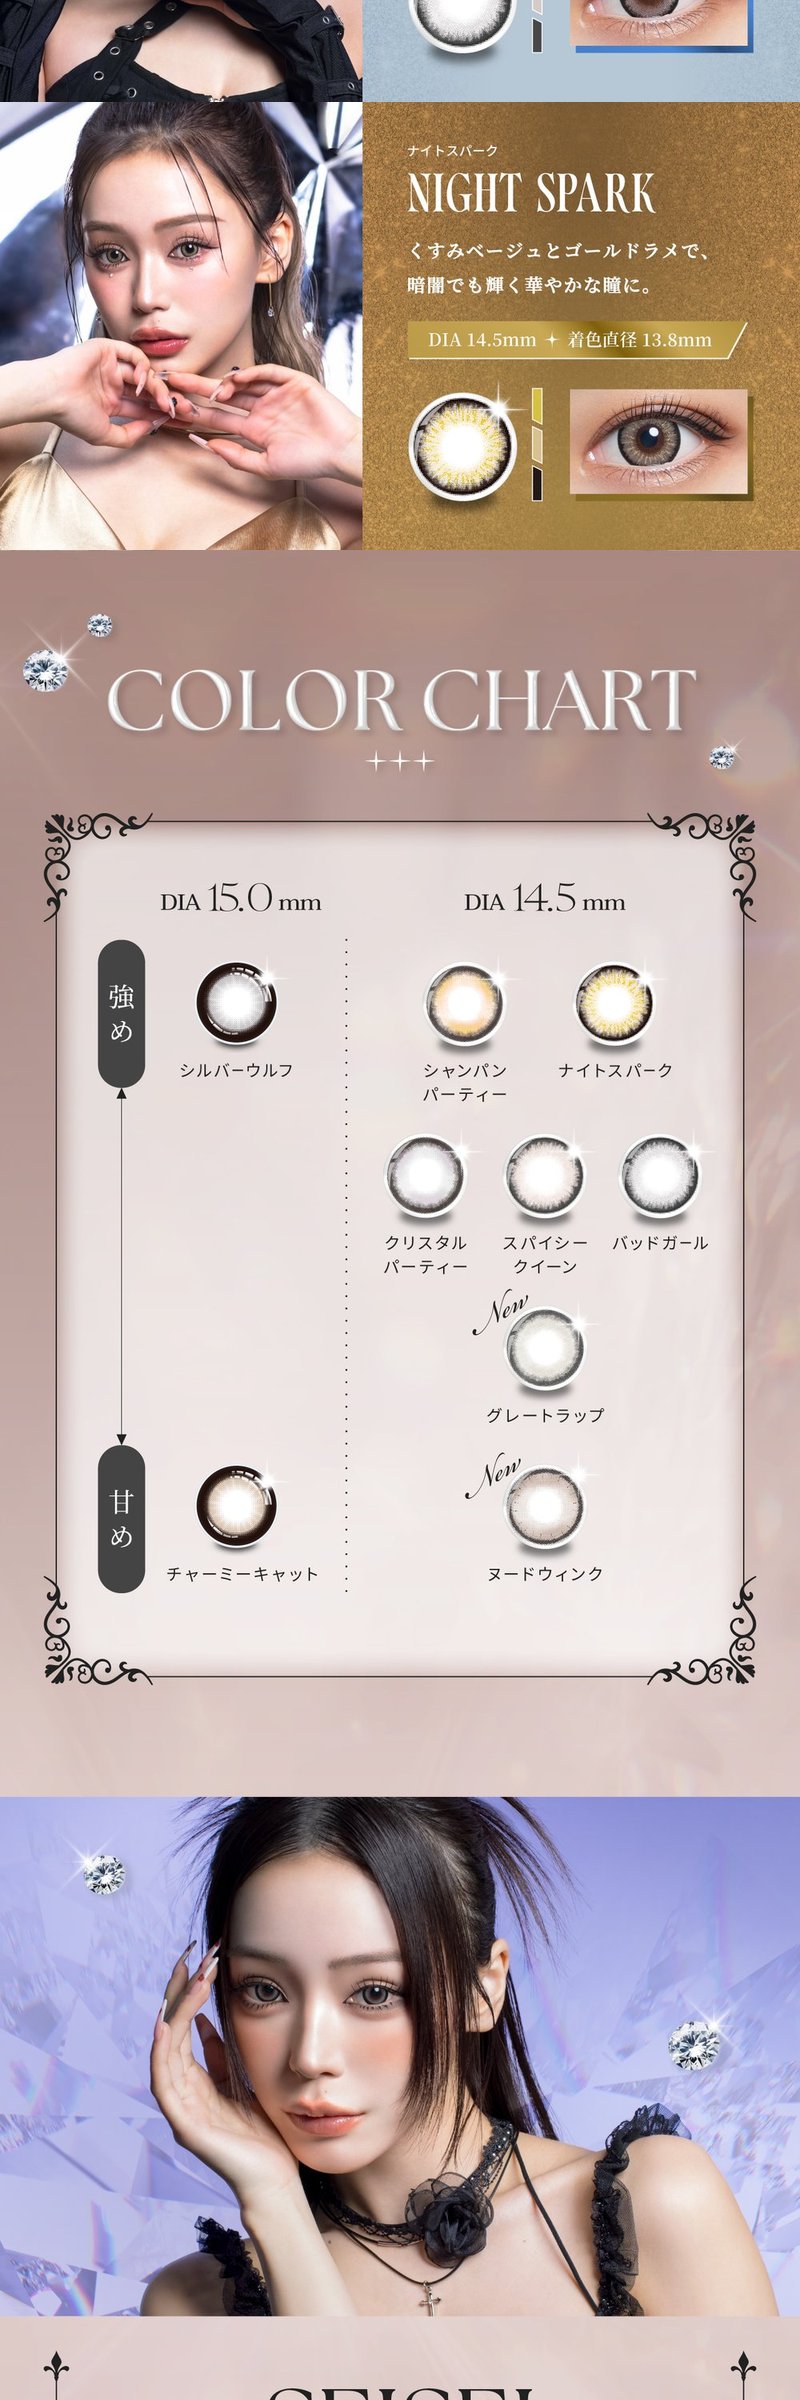 ナイトスパーク
NIGHT SPARK
くすみベージュとゴールドラメで、
暗闇でも輝く華やかな瞳に。
DIA 14.5mm 着色直径 13.8mm
COLOR CHART
DIA 15.0 mm
DIA 14.5 mm
強め
シルバーウルフ
シャンパン
パーティー
ナイトスパーク
クリスタル
パーティー
スパイシー
クイーン
バッドガール
New
グレートラップ
甘め
チャーミーキャット
New
ヌードウィンク